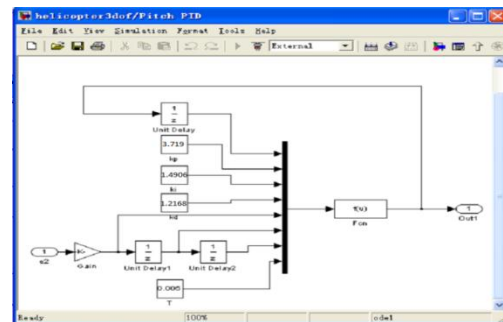 helicopter3dof/Pitch PID
File Edit View Simulation Format Tools Help
External
1
z
Unit Delay
3.719
kp
1.4906
ki
1.2168
kd
f(u)
Fcn
1
Out1
1
e2
Gain
1
z
Unit Delay1
1
z
Unit Delay2
0.005
T
Ready
100%
ode1